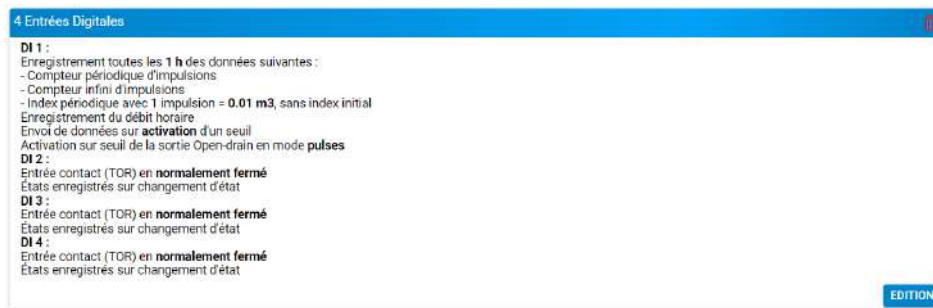 4 Entrées Digitales
DI 1 :
Enregistrement toutes les 1 h des données suivantes :
- Compteur périodique d'impulsions
- Compteur infini d'impulsions
- Index périodique avec 1 impulsion = 0.01 m3, sans index initial
Enregistrement du débit horaire
Envoi de données sur activation d'un seuil
Activation sur seuil de la sortie Open-drain en mode pulses
DI 2 :
Entrée contact (TOR) en normalement fermé
États enregistrés sur changement d'état
DI 3 :
Entrée contact (TOR) en normalement fermé
États enregistrés sur changement d'état
DI 4 :
Entrée contact (TOR) en normalement fermé
États enregistrés sur changement d'état
EDITION